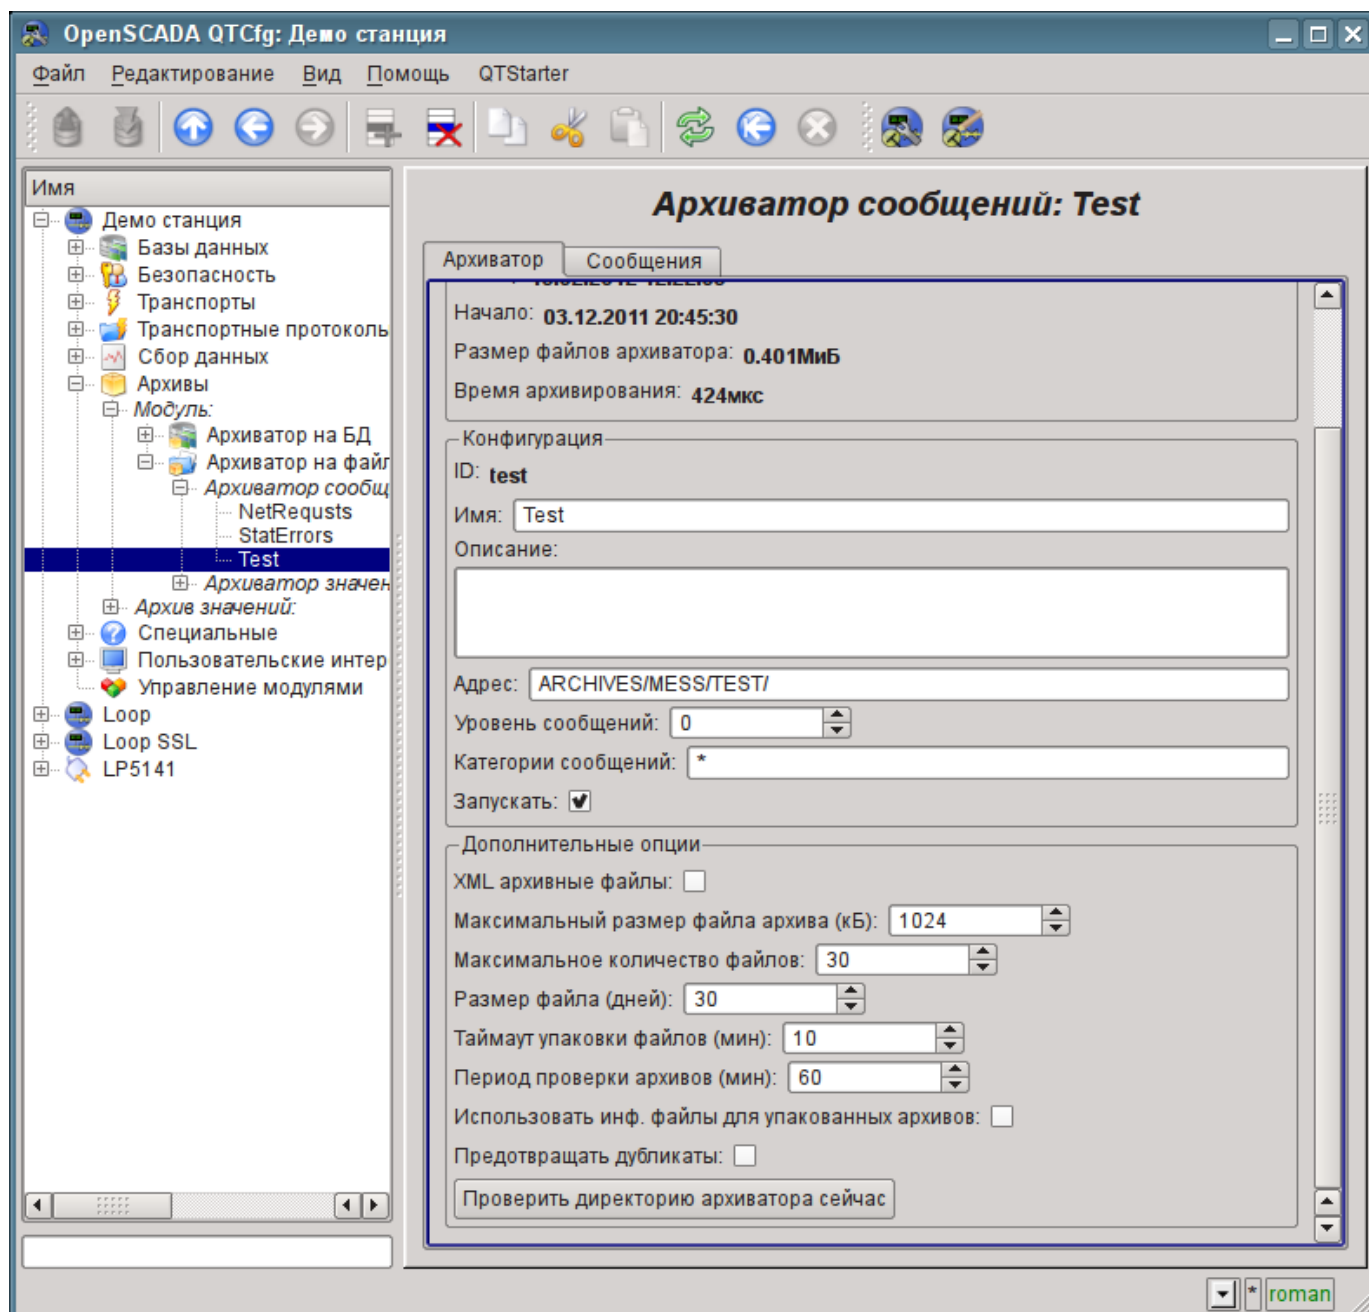 OpenSCADA QTCfg: Демо станция
Файл Редактирование Вид Помощь QTStarter
Имя
Демо станция
Базы данных
Безопасность
Транспорты
Транспортные протоколь
Сбор данных
Архивы
Модуль:
Архиватор на БД
Архиватор на файл
Архиватор сообщ
NetRequsts
StatErrors
Test
Архиватор значен
Архив значений:
Специальные
Пользовательские интер
Управление модулями
Loop
Loop SSL
LP5141
Архиватор сообщений: Test
Архиватор Сообщения
Начало: 03.12.2011 20:45:30
Размер файлов архиватора: 0.401МиБ
Время архивирования: 424мкс
Конфигурация
ID: test
Имя: Test
Описание:
Адрес: ARCHIVES/MESS/TEST/
Уровень сообщений: 0
Категории сообщений: *
Запускать:
Дополнительные опции
XML архивные файлы:
Максимальный размер файла архива (кБ): 1024
Максимальное количество файлов: 30
Размер файла (дней): 30
Таймаут упаковки файлов (мин): 10
Период проверки архивов (мин): 60
Использовать инф. файлы для упакованных архивов:
Предотвращать дубликаты:
Проверить директорию архиватора сейчас
* roman